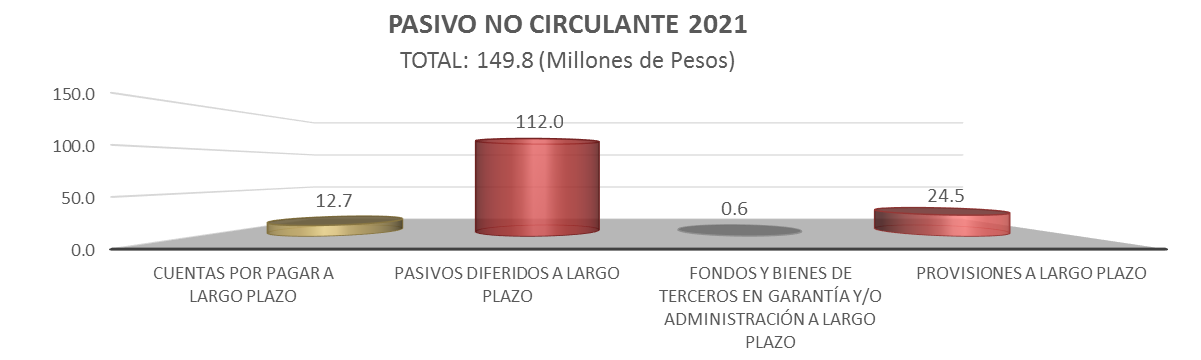 PASIVO NO CIRCULANTE 2021
TOTAL: 149.8 (Millones de Pesos)
150.0
100.0
50.0
0.0
12.7
112.0
0.6
24.5
CUENTAS POR PAGAR A
LARGO PLAZO
PASIVOS DIFERIDOS A LARGO
PLAZO
FONDOS Y BIENES DE
TERCEROS EN GARANTÍA Y/O
ADMINISTRACIÓN A LARGO
PLAZO
PROVISIONES A LARGO PLAZO